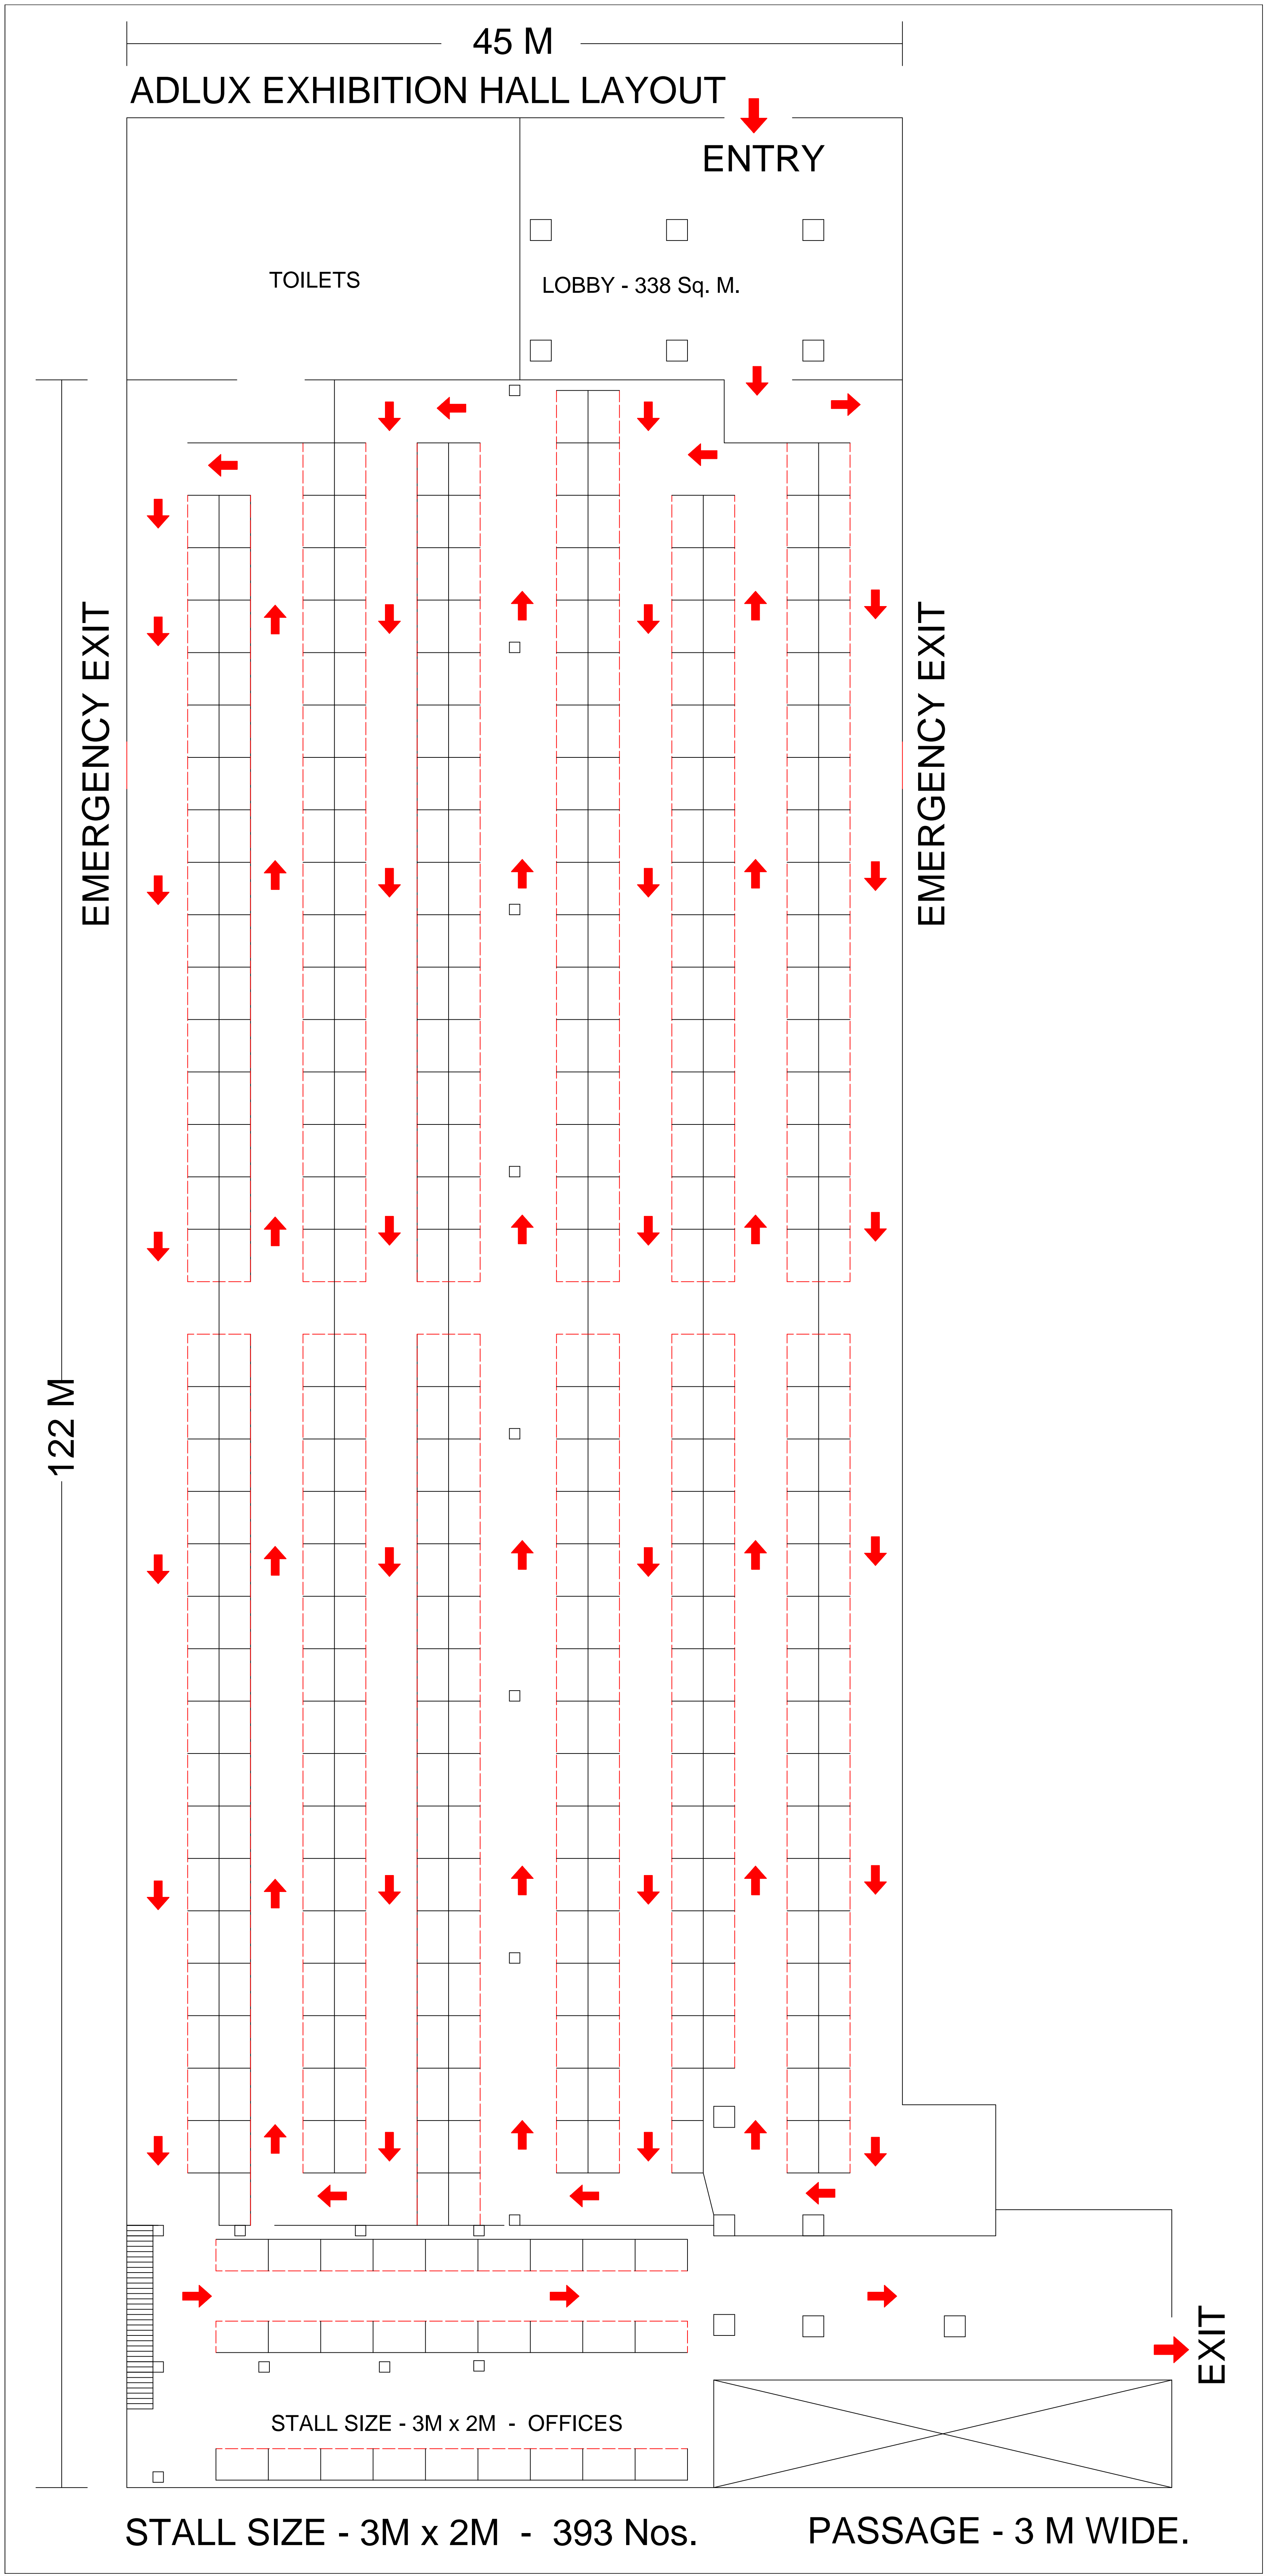 45 M
ADLUX EXHIBITION HALL LAYOUT
ENTRY
TOILETS
LOBBY - 338 Sq. M.
EMERGENCY EXIT
EMERGENCY EXIT
122 M
EXIT
STALL SIZE - 3M x 2M - OFFICES
STALL SIZE - 3M x 2M - 393 Nos.
PASSAGE - 3 M WIDE.